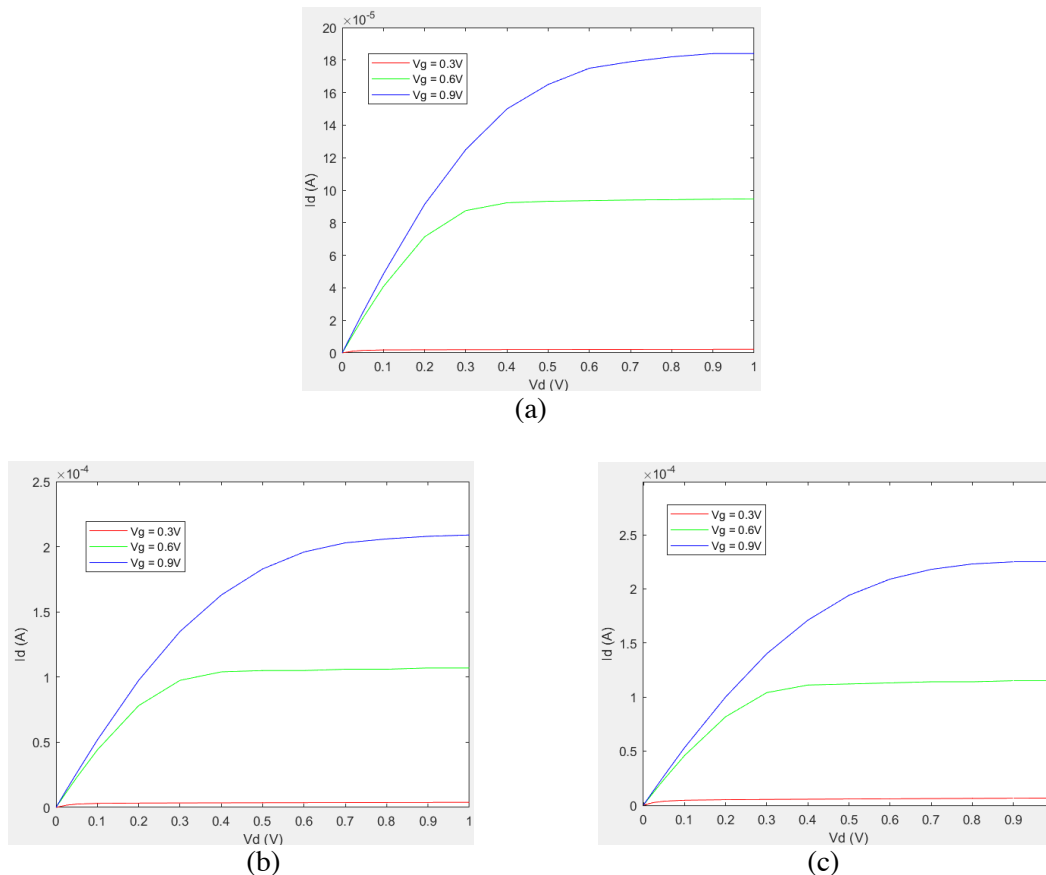 ×10⁻⁵
20
18
16
14
12
10
8
6
4
2
0
Id (A)
Vg = 0.3V
Vg = 0.6V
Vg = 0.9V
0 0.1 0.2 0.3 0.4 0.5 0.6 0.7 0.8 0.9 1
Vd (V)
(a)
×10⁻⁴
2.5
2
1.5
1
0.5
0
Id (A)
Vg = 0.3V
Vg = 0.6V
Vg = 0.9V
0 0.1 0.2 0.3 0.4 0.5 0.6 0.7 0.8 0.9 1
Vd (V)
(b)
×10⁻⁴
2.5
2
1.5
1
0.5
0
Id (A)
Vg = 0.3V
Vg = 0.6V
Vg = 0.9V
0 0.1 0.2 0.3 0.4 0.5 0.6 0.7 0.8 0.9
Vd (V)
(c)